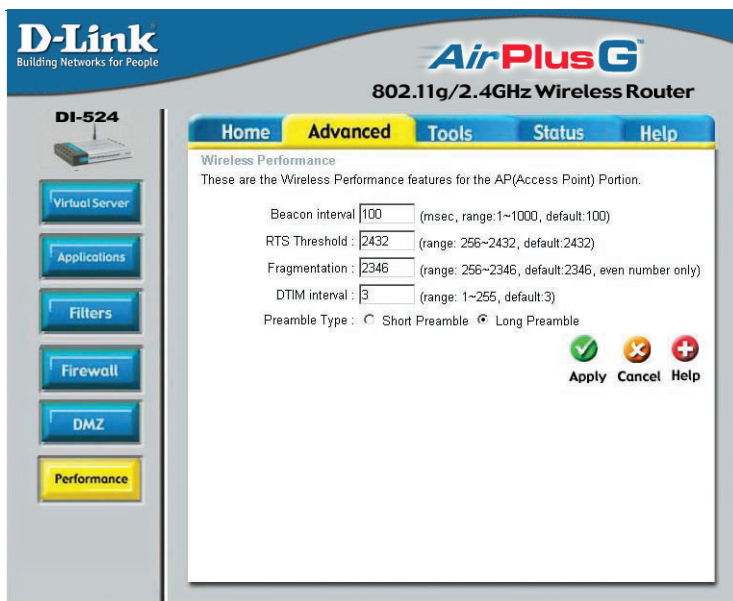 D-Link
Building Networks for People
AirPlus G™
802.11g/2.4GHz Wireless Router
DI-524
Home Advanced Tools Status Help
Virtual Server
Applications
Filters
Firewall
DMZ
Performance
Wireless Performance
These are the Wireless Performance features for the AP(Access Point) Portion.
Beacon interval 100 (msec, range:1~1000, default:100)
RTS Threshold : 2432 (range: 256~2432, default:2432)
Fragmentation : 2346 (range: 256~2346, default:2346, even number only)
DTIM interval : 3 (range: 1~255, default:3)
Preamble Type : Short Preamble Long Preamble
Apply Cancel Help